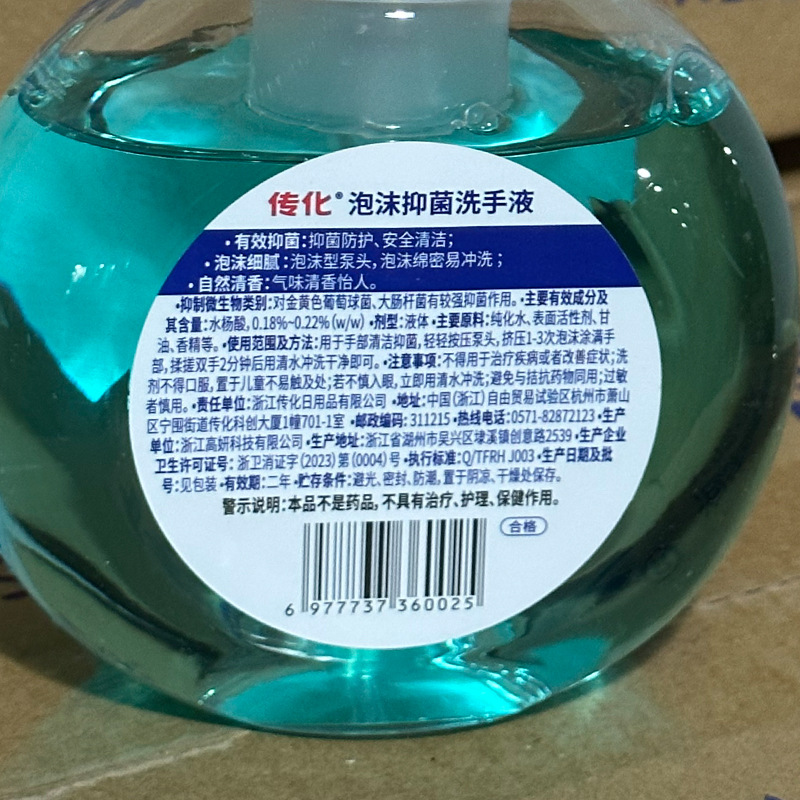 传化®泡沫抑菌洗手液
•有效抑菌:抑菌防护、安全清洁;
•泡沫细腻:泡沫型泵头,泡沫绵密易冲洗;
•自然清香:气味清香怡人。
•抑制微生物类别:对金黄色葡萄球菌、大肠杆菌有较强抑菌作用。•主要有效成分及
其含量:水杨酸,0.18%~0.22%(w/w)•剂型:液体•主要原料:纯化水、表面活性剂、甘
油、香精等。•使用范围及方法:用于手部清洁抑菌,轻轻按压泵头,挤压1-3次泡沫涂满手
部,揉搓双手2分钟后用清水冲洗干净即可。•注意事项:不得用于治疗疾病或者改善症状;洗
剂不得口服,置于儿童不易触及处;若不慎入眼,立即用清水冲洗;避免与拮抗药物同用;过敏
者慎用。•责任单位:浙江传化日用品有限公司 •地址:中国(浙江)自由贸易试验区杭州市萧山
区宁围街道传化科创大厦1幢701-1室 •邮政编码:311215•热线电话:0571-82872123•生产
单位:浙江高妍科技有限公司•生产地址:浙江省湖州市吴兴区埭溪镇创意路2539•生产企业
卫生许可证号:浙卫消证字(2023)第(0004)号•执行标准:Q/TFRH J003•生产日期及批
号:见包装•有效期:二年•贮存条件:避光、密封、防潮,置于阴凉、干燥处保存。
警示说明:本品不是药品,不具有治疗、护理、保健作用。
合格
6 977737 360025